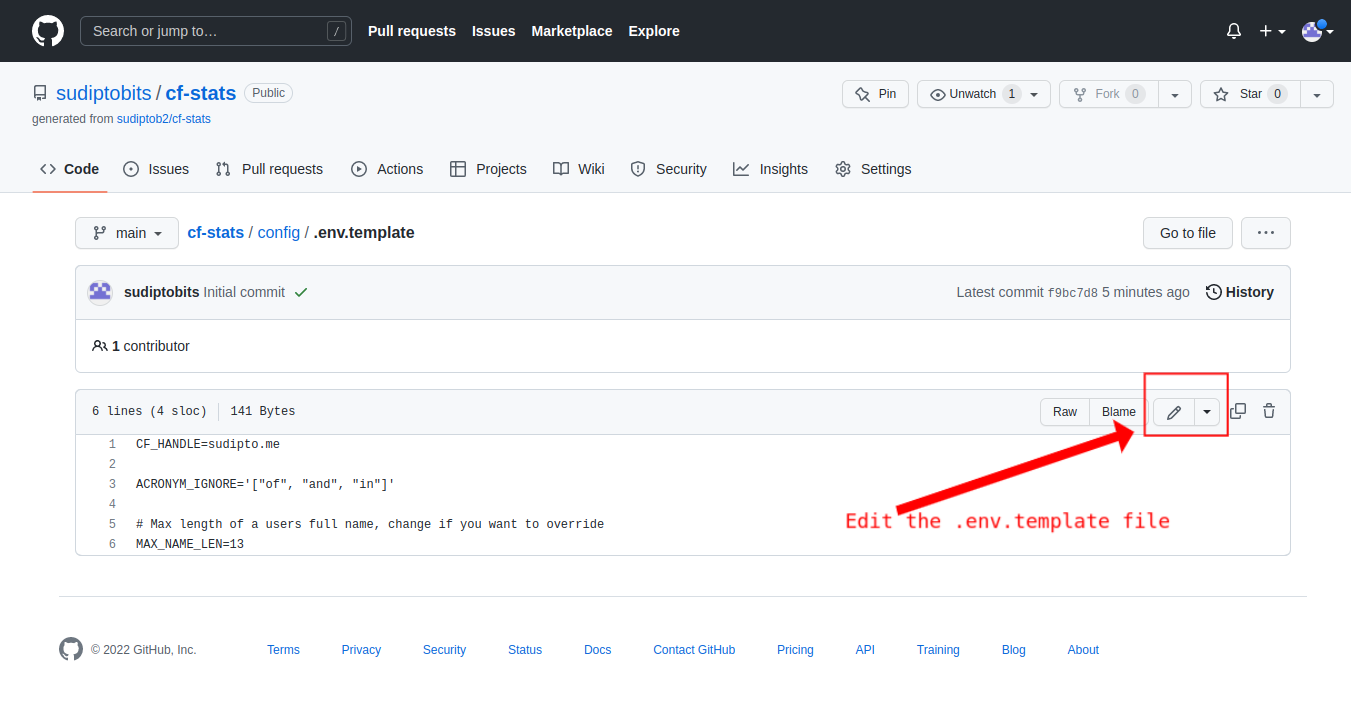 Search or jump to… /
Pull requests Issues Marketplace Explore
sudiptobits / cf-stats Public
generated from sudiptob2/cf-stats
Pin
Unwatch 1
Fork 0
Star 0
Code Issues Pull requests Actions Projects Wiki Security Insights Settings
main cf-stats / config / .env.template
Go to file ...
sudiptobits Initial commit
Latest commit f9bc7d8 5 minutes ago History
1 contributor
6 lines (4 sloc) 141 Bytes
Raw Blame
1 CF_HANDLE=sudipto.me
2
3 ACRONYM_IGNORE='["of", "and", "in"]'
4
5 # Max length of a users full name, change if you want to override
6 MAX_NAME_LEN=13
Edit the .env.template file
© 2022 GitHub, Inc. Terms Privacy Security Status Docs Contact GitHub Pricing API Training Blog About